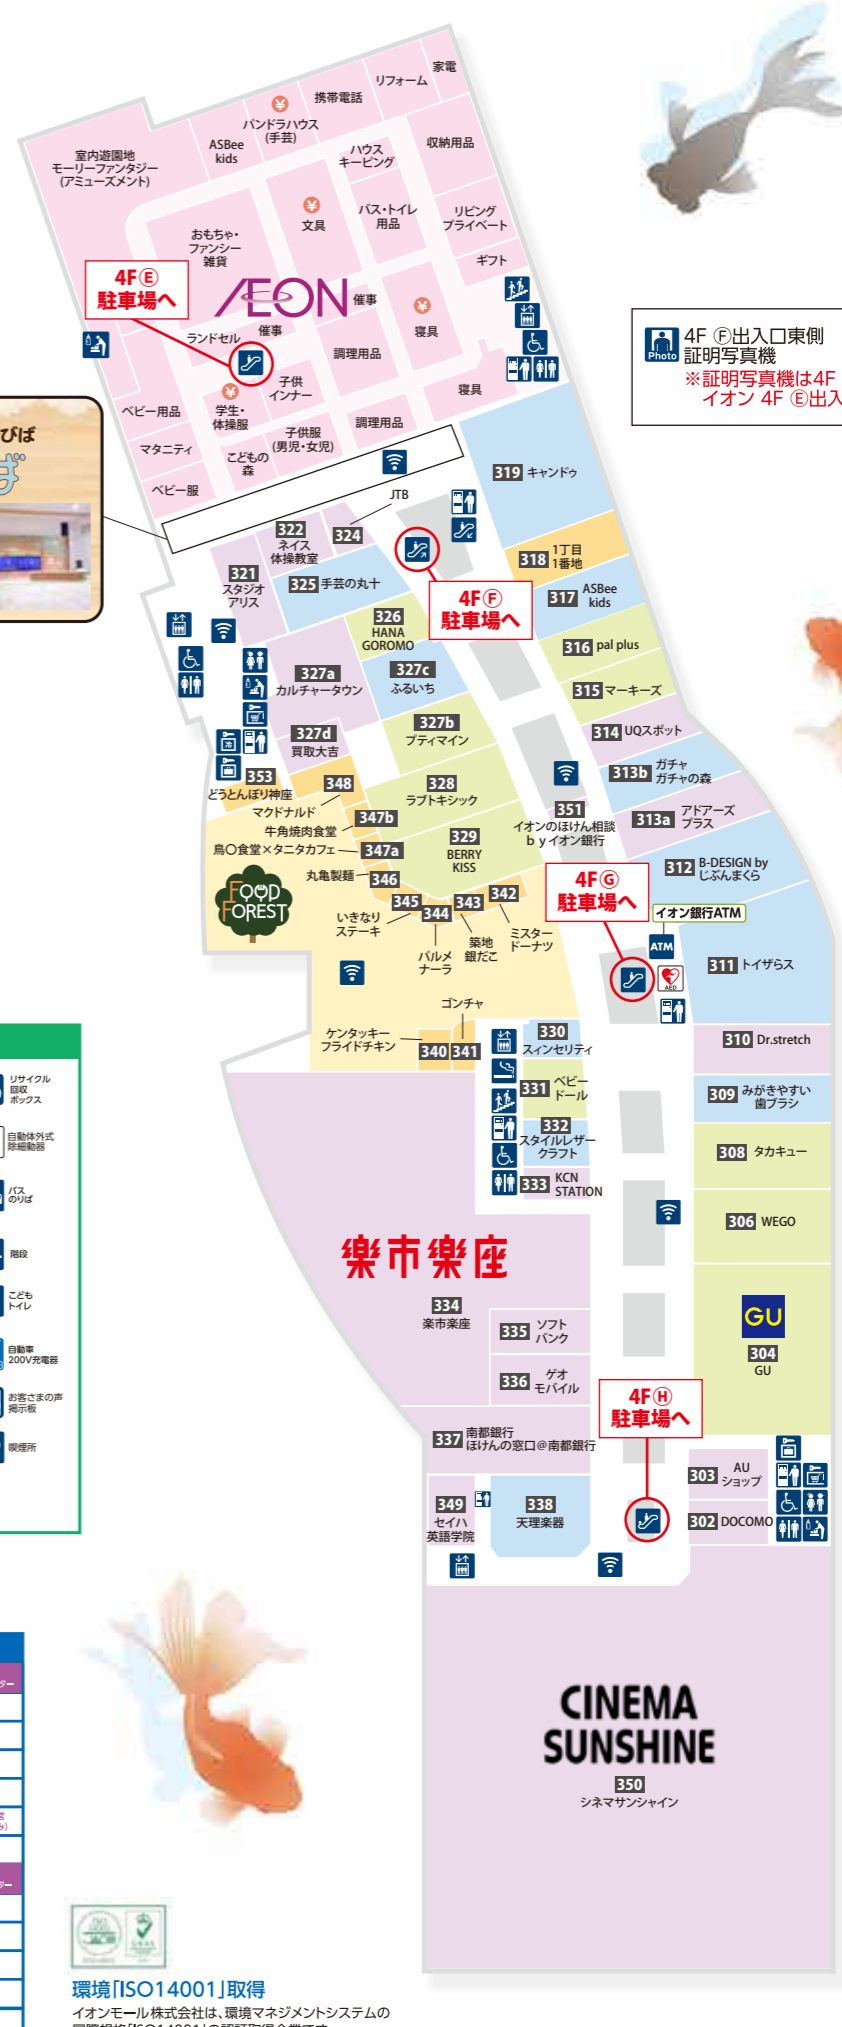 家電
リフォーム
携帯電話
パンドラハウス
(手芸)
ASBee
kids
室内遊園地
モーリーファンタジー
(アミューズメント)
収納用品
ハウス
キーピング
バス・トイレ
用品
文具
リビング
プライベート
おもちゃ・
ファンシー
雑貨
ギフト
4FⒺ
駐車場へ
ÆON
催事
催事
寝具
ランドセル
調理用品
子供
インナー
寝具
ベビー用品
学生・
体操服
調理用品
子供服
(男児・女児)
マタニティ
こどもの
森
ベビー服
4F Ⓕ出入口東側
Photo
証明写真機
※証明写真機は4F
イオン 4F Ⓔ出入
びば
ば
319 キャンドゥ
JTB
324
322
ネイス
体操教室
321
スタジオ
アリス
325 手芸の丸十
318 1丁目
1番地
317 ASBee
kids
4FⒻ
駐車場へ
326
HANA
GOROMO
316 pal plus
327a
カルチャータウン
327c
ふるいち
315 マーキーズ
327b
プティマイン
314 UQスポット
327d
買取大吉
313b ガチャ
ガチャの森
353
どうとんぼり神座
348
マクドナルド
328
ラブトキシック
351
イオンのほけん相談
ｂｙイオン銀行
313a アドアーズ
プラス
347b
牛角焼肉食堂
329
BERRY
KISS
347a
鳥〇食堂×タニタカフェ
312 B-DESIGN by
じぶんまくら
丸亀製麺
346
4FⒼ
駐車場へ
FOOD
FOREST
345
いきなり
ステーキ
344
パルメ
ナーラ
343
築地
銀だこ
342
ミスター
ドーナツ
イオン銀行ATM
ATM
AED
311 トイザらス
ゴンチャ
ケンタッキー
フライドチキン
340
341
330
スィンセリティ
310 Dr.stretch
331 ベビー
ドール
309 みがきやすい
歯ブラシ
332
スタイルレザー
クラフト
308 タカキュー
333 KCN
STATION
306 WEGO
樂市樂座
334
楽市楽座
335 ソフト
バンク
GU
304
GU
336 ゲオ
モバイル
4FⒽ
駐車場へ
337 南都銀行
ほけんの窓口@南都銀行
303 AU
ショップ
349
セイハ
英語学院
338
天理楽器
302 DOCOMO
CINEMA
SUNSHINE
350
シネマサンシャイン
リサイクル
回収
ボックス
自動体外式
除細動器
バス
のりば
階段
こども
トイレ
自動車
200V充電器
お客さまの声
掲示板
喫煙所
ター
ター
環境「ISO14001」取得
イオンモール株式会社は、環境マネジメントシステムの
国際規格「ISO14001」の認証取得企業です。